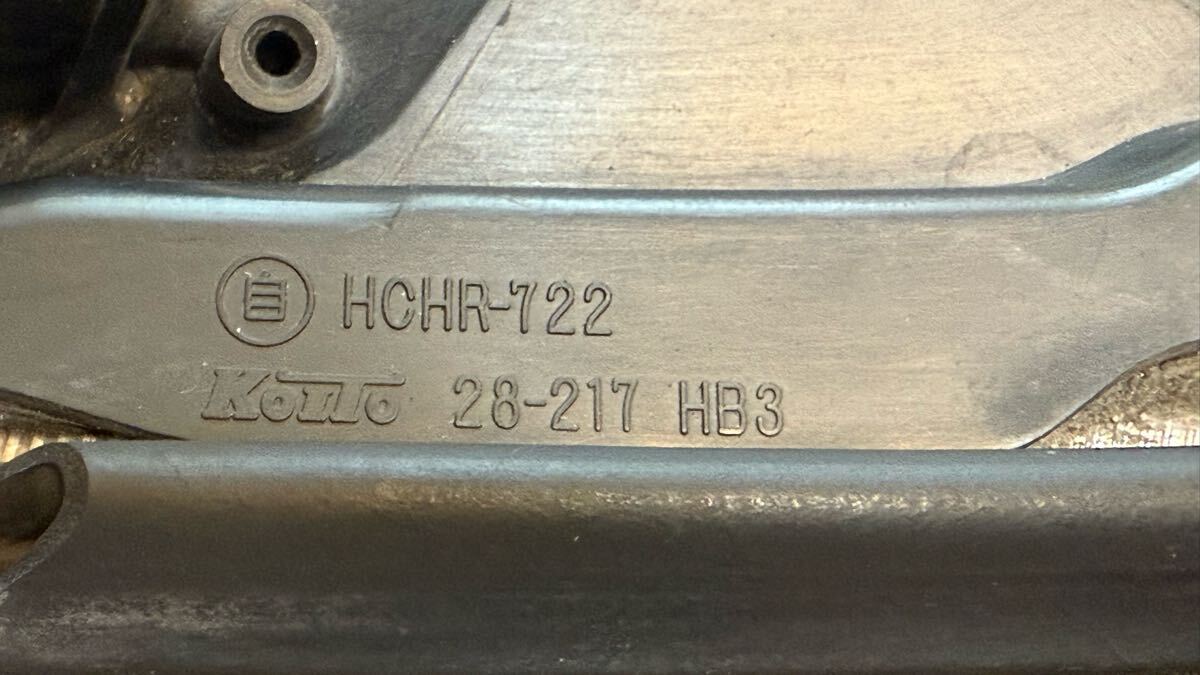 自 HCHR-722
KOITO 28-217 HB3